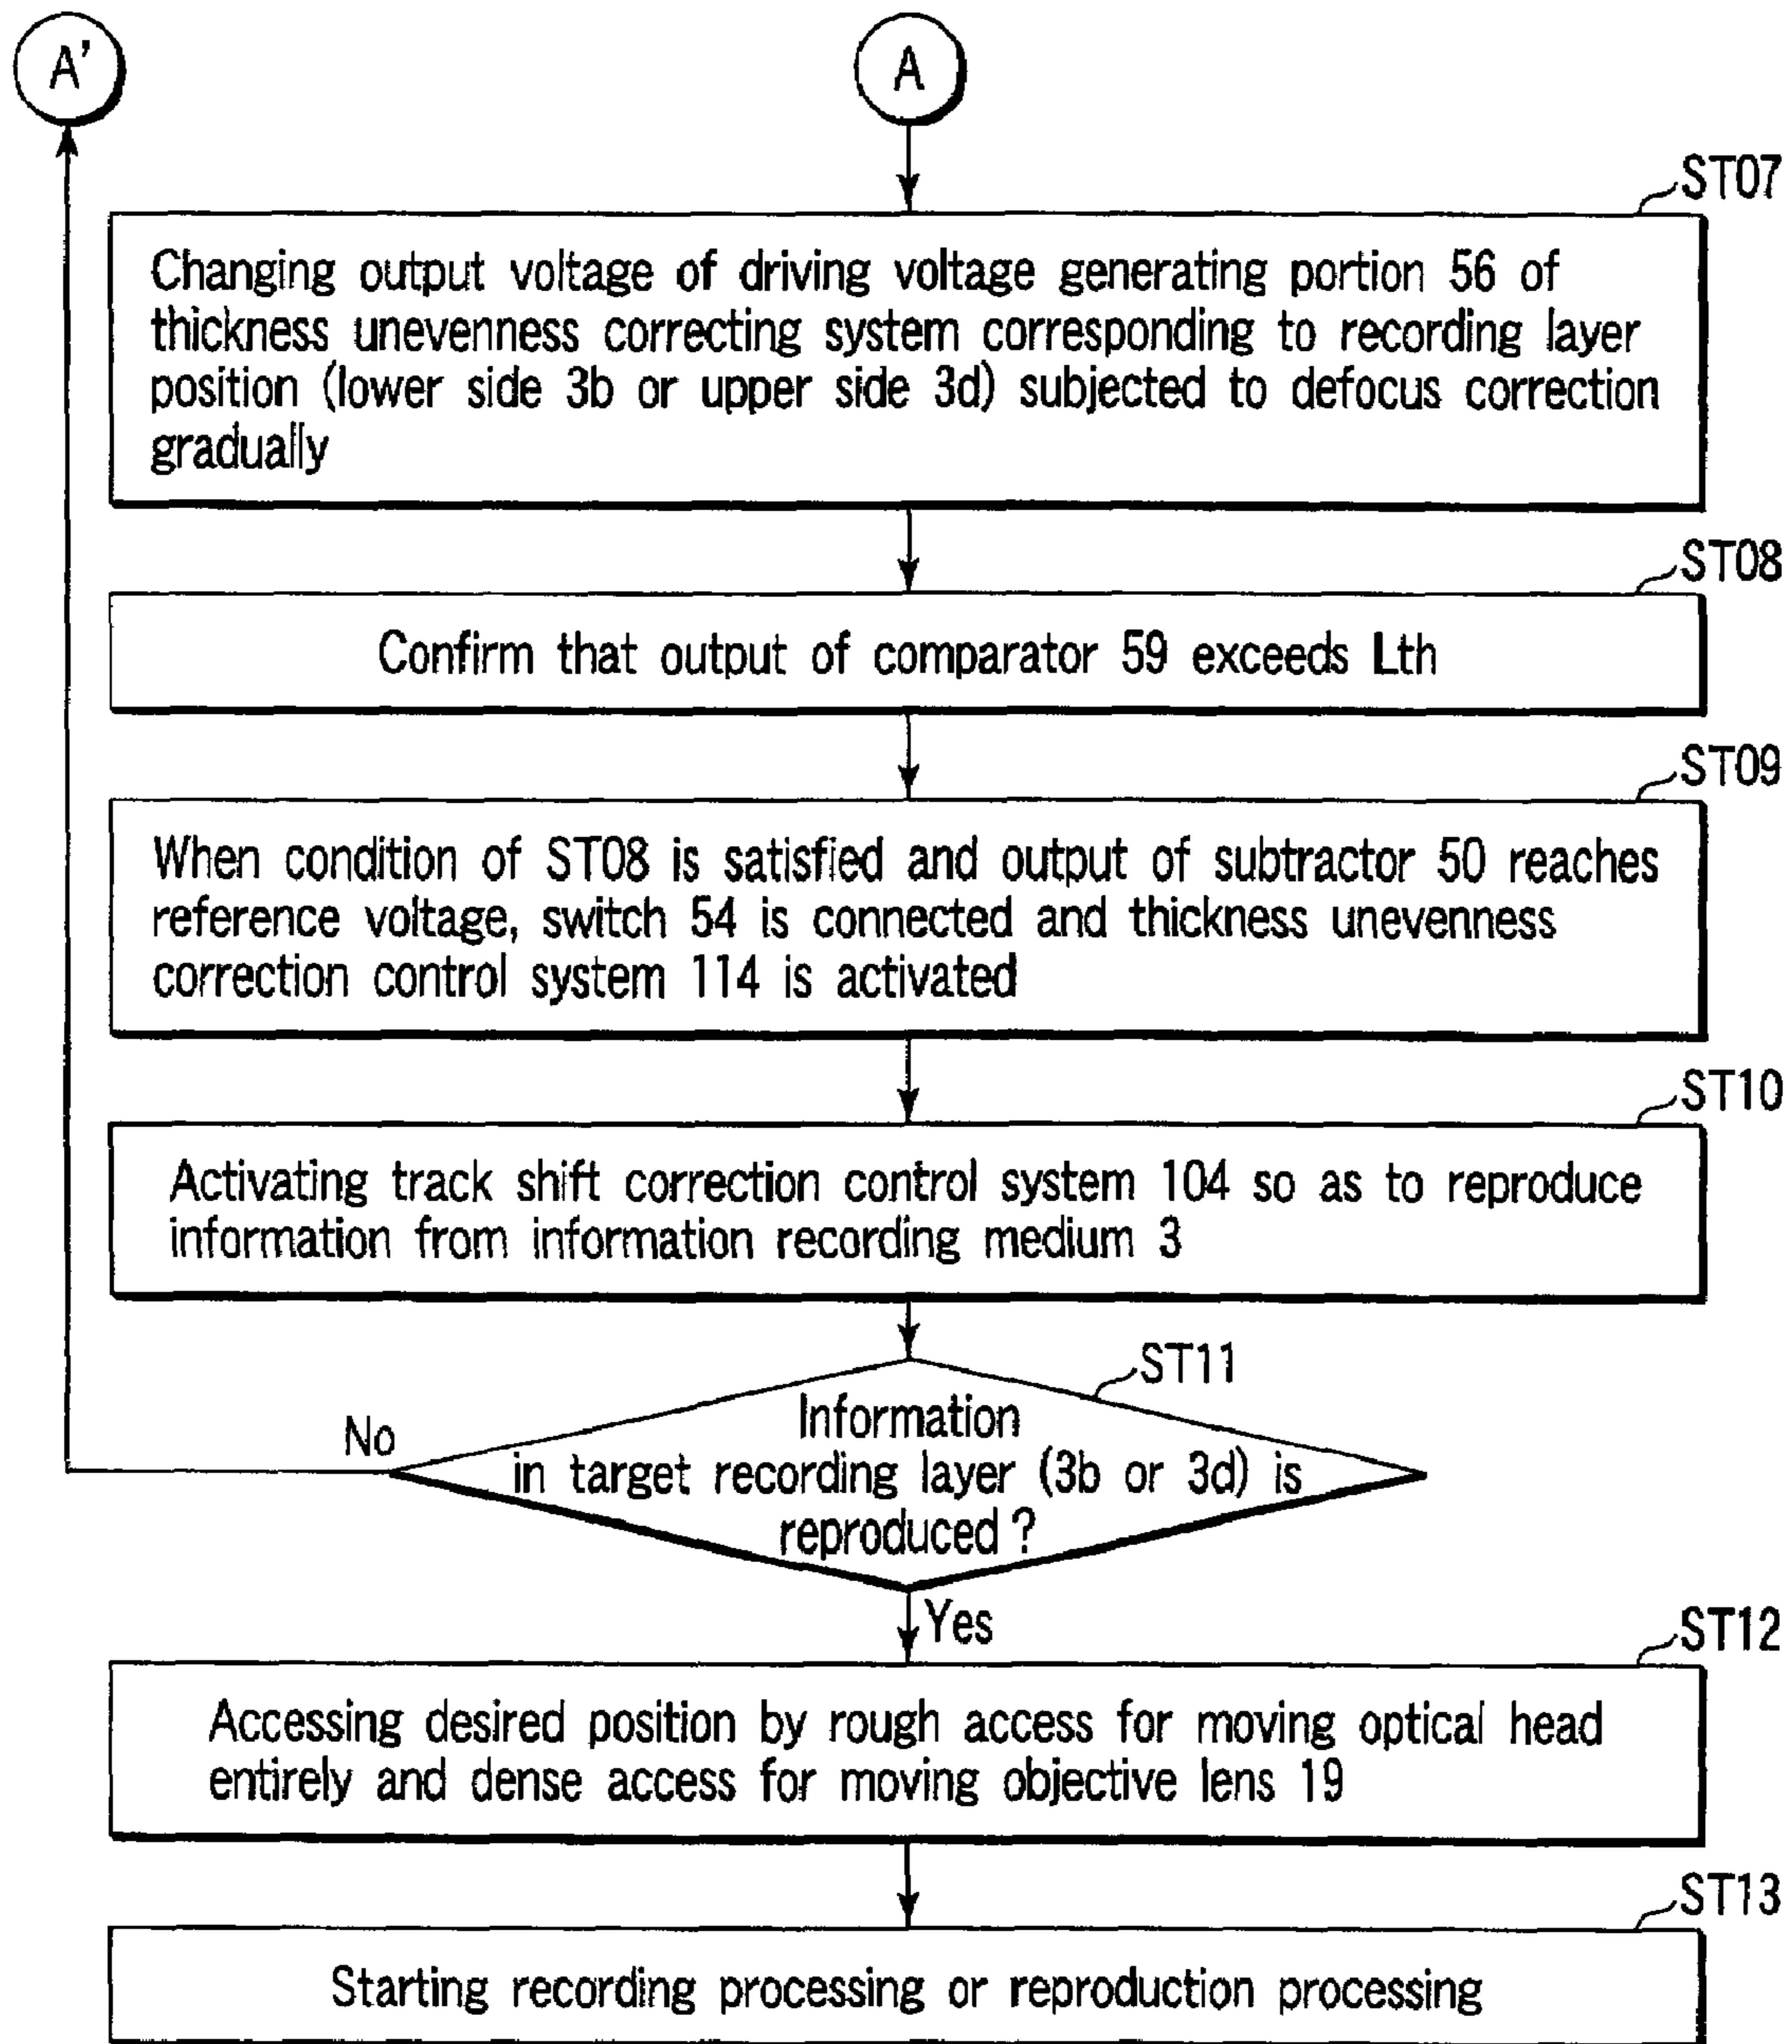 A'
A
ST07
Changing output voltage of driving voltage generating portion 56 of
thickness unevenness correcting system corresponding to recording layer
position (lower side 3b or upper side 3d) subjected to defocus correction
gradually
ST08
Confirm that output of comparator 59 exceeds Lth
ST09
When condition of ST08 is satisfied and output of subtractor 50 reaches
reference voltage, switch 54 is connected and thickness unevenness
correction control system 114 is activated
ST10
Activating track shift correction control system 104 so as to reproduce
information from information recording medium 3
ST11
Information
in target recording layer (3b or 3d) is
reproduced ?
No
Yes
ST12
Accessing desired position by rough access for moving optical head
entirely and dense access for moving objective lens 19
ST13
Starting recording processing or reproduction processing